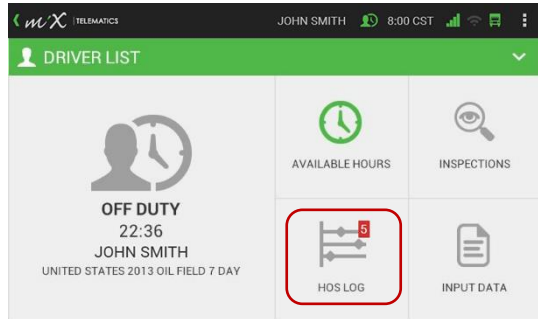 miX TELEMATICS
JOHN SMITH 8:00 CST
DRIVER LIST
OFF DUTY
22:36
JOHN SMITH
UNITED STATES 2013 OIL FIELD 7 DAY
AVAILABLE HOURS
INSPECTIONS
5
HOS LOG
INPUT DATA